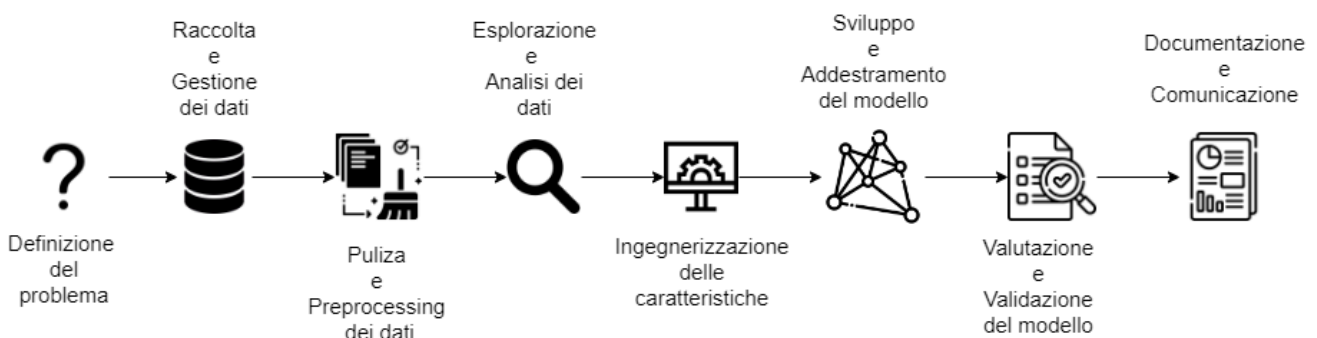 Definizione
del
problema
Raccolta
e
Gestione
dei dati
Puliza
e
Preprocessing
dei dati
Esplorazione
e
Analisi dei
dati
Ingegnerizzazione
delle
caratteristiche
Sviluppo
e
Addestramento
del modello
Valutazione
e
Validazione
del modello
Documentazione
e
Comunicazione